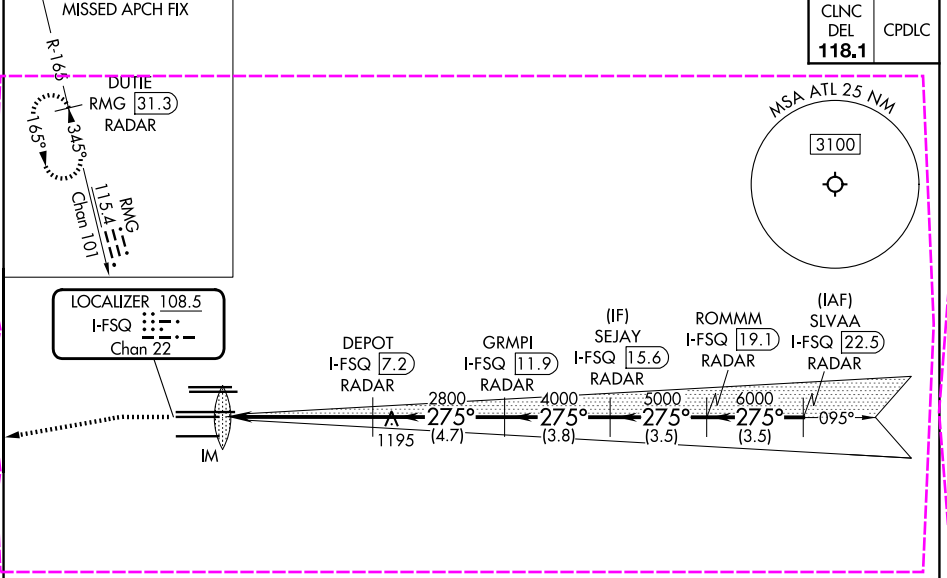 MISSED APCH FIX
CLNC
DEL
118.1
CPDLC
R-165
DUTIE
RMG 31.3
RADAR
165°
345°
RMG
115.4
Chan 101
MSA ATL 25 NM
3100
LOCALIZER 108.5
I-FSQ
Chan 22
DEPOT
I-FSQ 7.2
RADAR
GRMPI
I-FSQ 11.9
RADAR
(IF)
SEJAY
I-FSQ 15.6
RADAR
ROMMM
I-FSQ 19.1
RADAR
(IAF)
SLVAA
I-FSQ 22.5
RADAR
2800
4000
5000
6000
275°
275°
275°
275°
095°
1195
(4.7)
(3.8)
(3.5)
(3.5)
IM